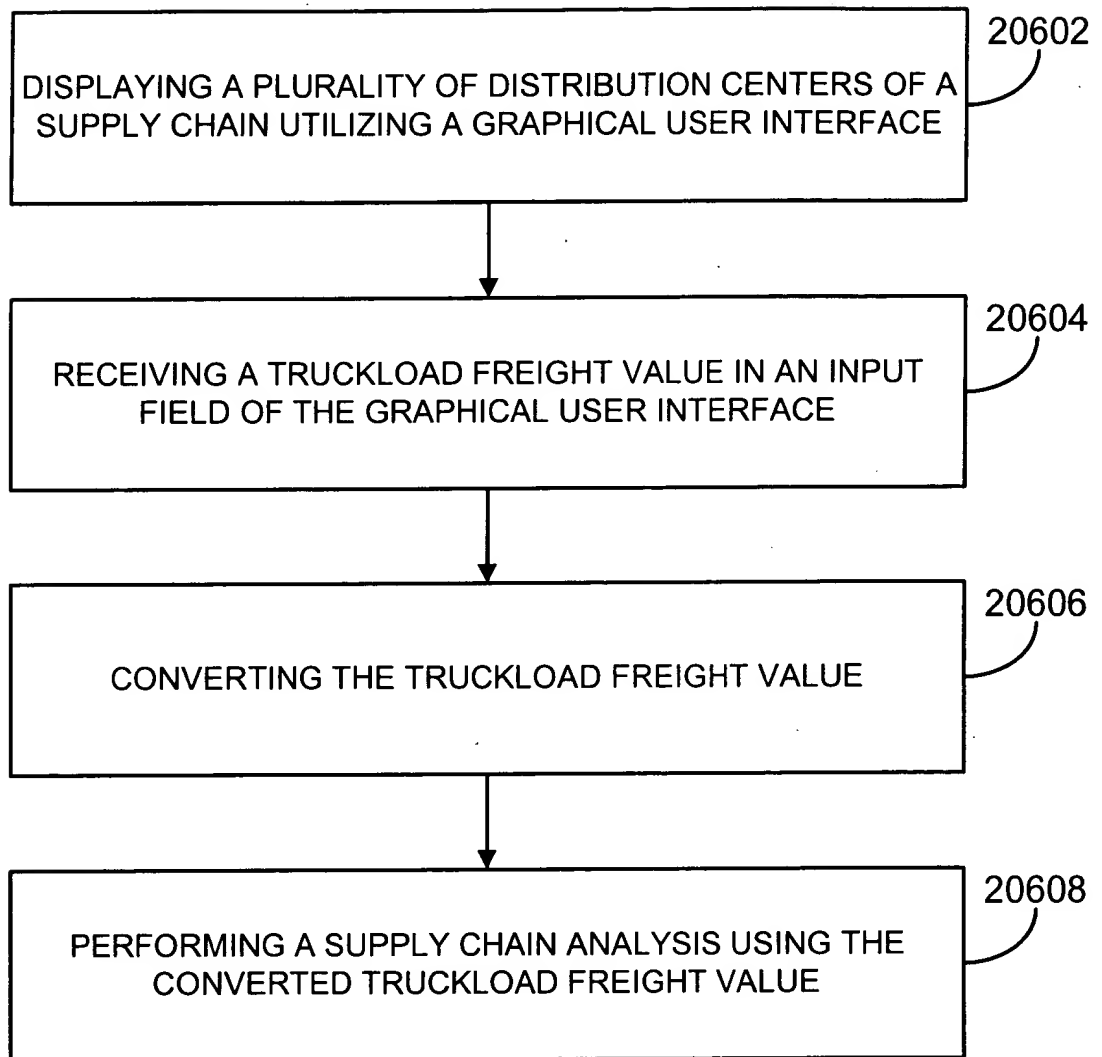 20602
DISPLAYING A PLURALITY OF DISTRIBUTION CENTERS OF A
SUPPLY CHAIN UTILIZING A GRAPHICAL USER INTERFACE
20604
RECEIVING A TRUCKLOAD FREIGHT VALUE IN AN INPUT
FIELD OF THE GRAPHICAL USER INTERFACE
20606
CONVERTING THE TRUCKLOAD FREIGHT VALUE
20608
PERFORMING A SUPPLY CHAIN ANALYSIS USING THE
CONVERTED TRUCKLOAD FREIGHT VALUE